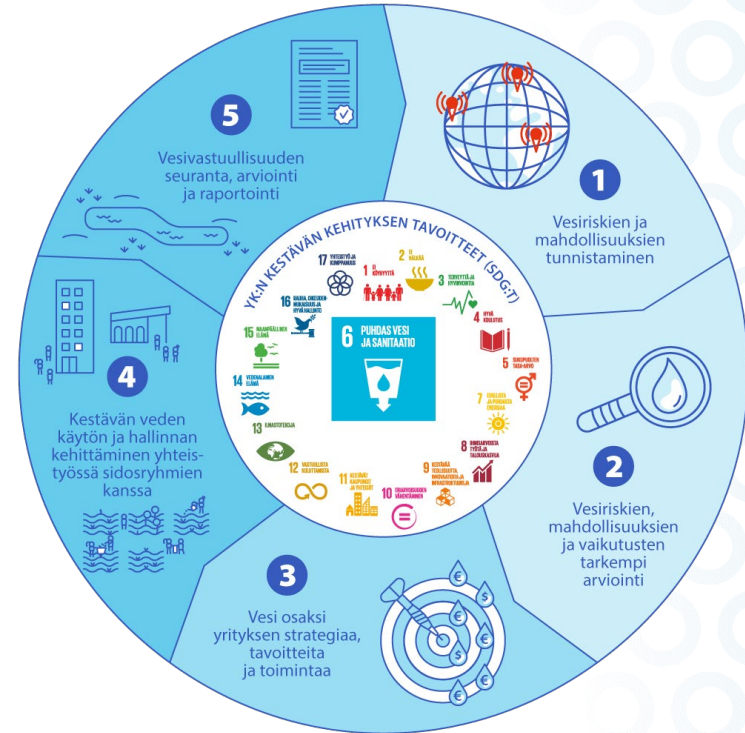 1
Vesiriskien ja
mahdollisuuksien
tunnistaminen
2
Vesiriskien,
mahdollisuuksien
ja vaikutusten
tarkempi
arviointi
3
Vesi osaksi
yrityksen strategiaa,
tavoitteita
ja toimintaa
4
Kestävän veden
käytön ja hallinnan
kehittäminen yhteis-
työssä sidosryhmien
kanssa
5
Vesivastuullisuuden
seuranta, arviointi
ja raportointi
YK:N KESTÄVÄN KEHITYKSEN TAVOITTEET (SDG:T)
1 EI
KÖYHYYTTÄ
2 EI
NÄLKÄÄ
3 TERVEYTTÄ JA
HYVINVOINTIA
4 HYVÄ
KOULUTUS
5 SUKUPUOLTEN
TASA-ARVO
6 PUHDAS VESI
JA SANITAATIO
7 EDULLISTA
JA PUHDASTA
ENERGIAA
8 IHMISARVOISTA
TYÖTÄ JA
TALOUSKASVUA
9 KESTÄVÄÄ
TEOLLISUUTTA,
INNOVAATIOITA JA
INFRASTRUKTUUREJA
10 ERIARVOISUUDEN
VÄHENTÄMINEN
11 KESTÄVÄT
KAUPUNGIT
JA YHTEISÖT
12 VASTUULLISTA
KULUTTAMISTA
13 ILMASTOTEKOJA
14 VEDENALAINEN
ELÄMÄ
15 MAANPÄÄLLINEN
ELÄMÄ
16 RAUHA, OIKEUDEN-
MUKAISUUS JA
HYVÄ HALLINTO
17 YHTEISTYÖ JA
KUMPPANUUS
€
$
€
€
$
€
€